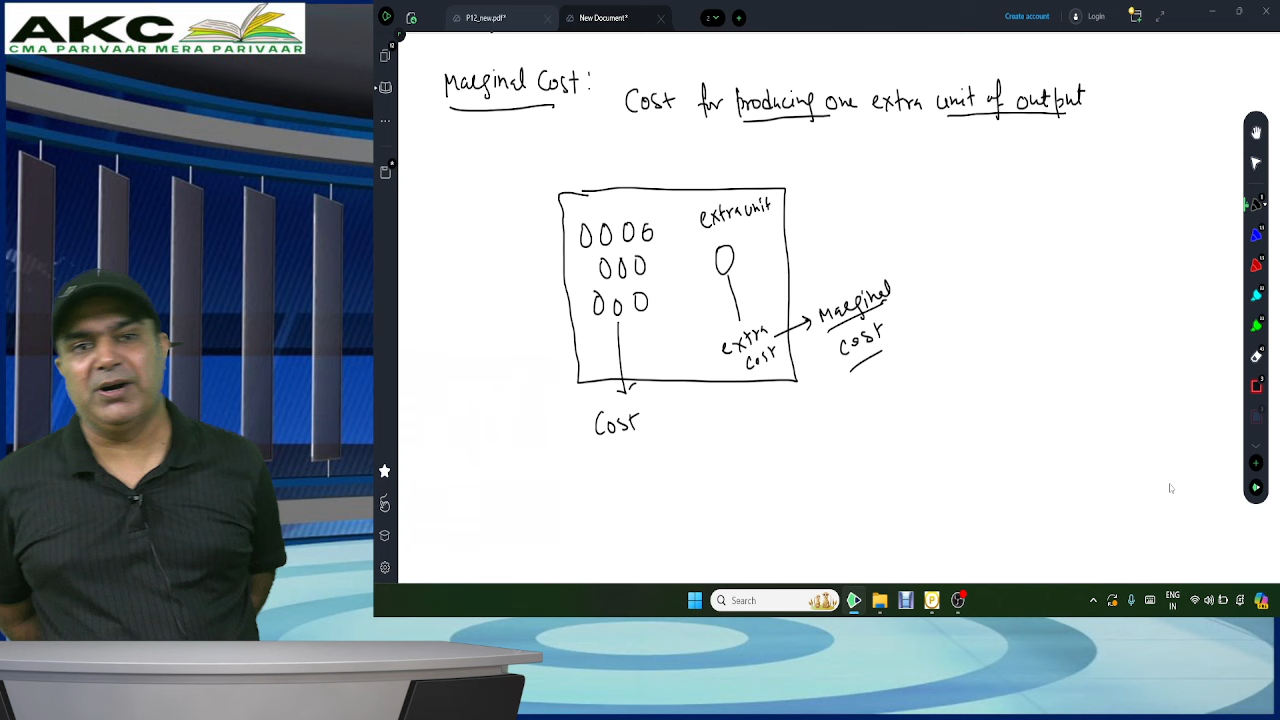 AKC
CMA PARIVAAR MERA PARIVAAR
P12_new.pdf*
New Document*
2
Create account
Login
Marginal Cost:
Cost for producing one extra unit of output
extra unit
extra
cost
Marginal
cost
Cost
Search
ENG
IN